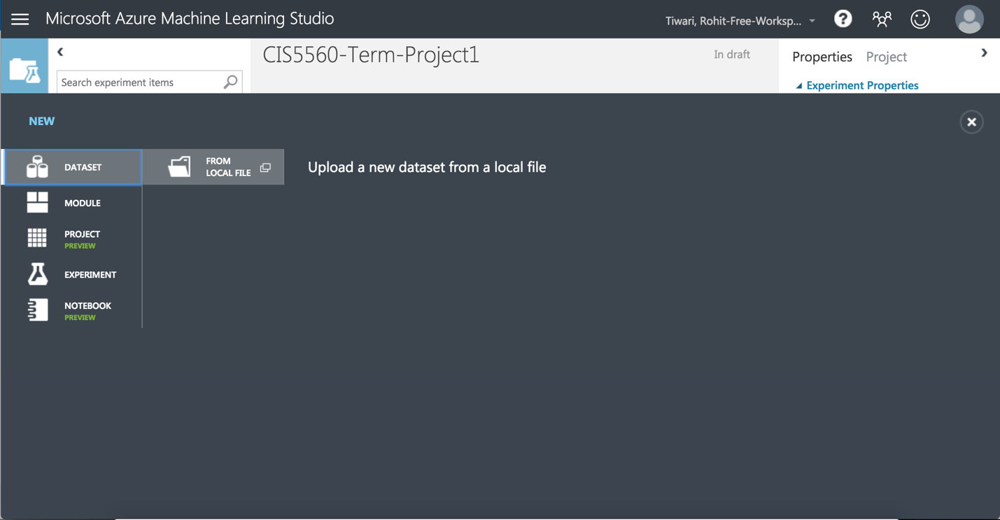 Microsoft Azure Machine Learning Studio
Tiwari, Rohit-Free-Worksp...
?
Search experiment items
CIS5560-Term-Project1
In draft
Properties
Project
Experiment Properties
NEW
DATASET
FROM
LOCAL FILE
Upload a new dataset from a local file
MODULE
PROJECT
PREVIEW
EXPERIMENT
NOTEBOOK
PREVIEW